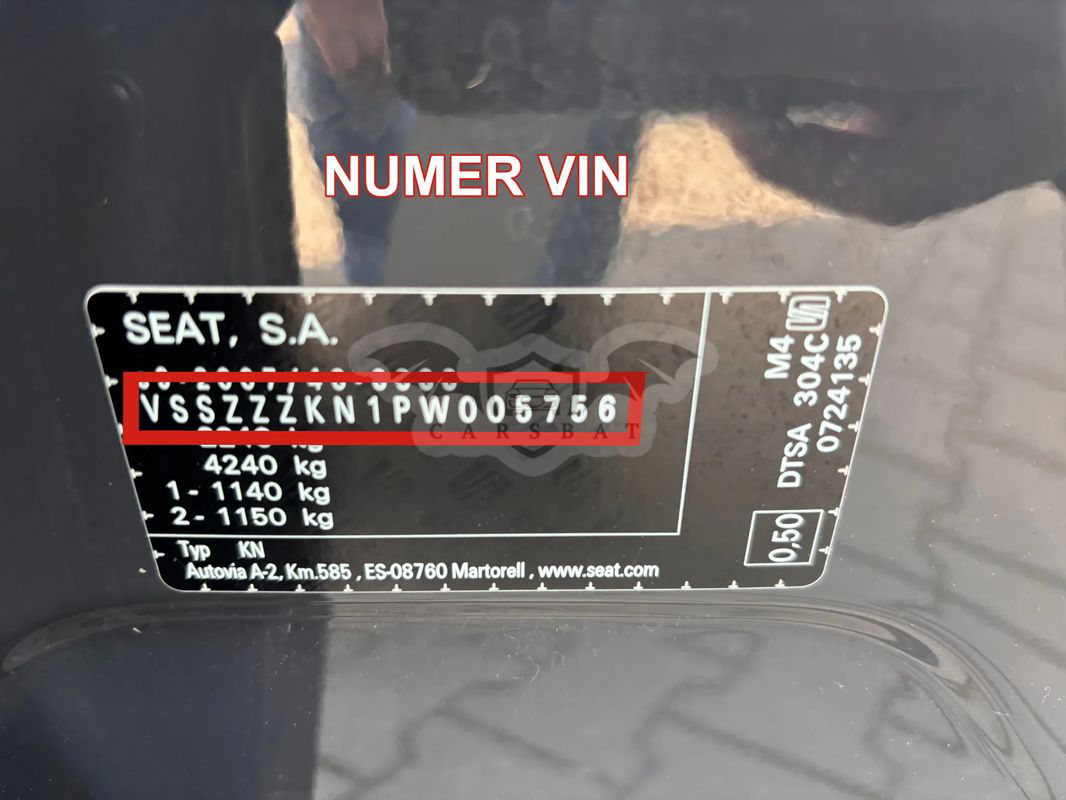 NUMER VIN
SEAT, S.A.
VSSZZZKN1PW005756
CARSBAT
4240 kg
1- 1140 kg
2- 1150 kg
Typ KN
Autovia A-2, Km.585 , ES-08760 Martorell , www.seat.com
M4
DTSA 304C
0724135
0,50